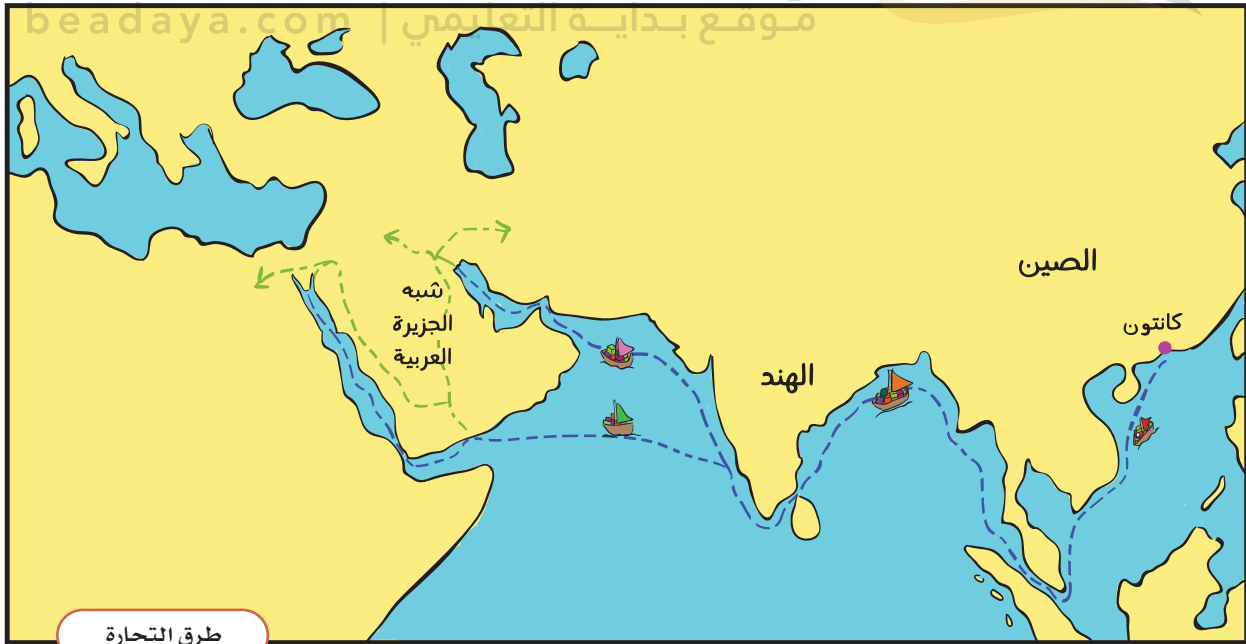 موقع بداية التعليمي | beadaya.com
الصين
كانتون
شبه
الجزيرة
العربية
الهند
طرق التجارة